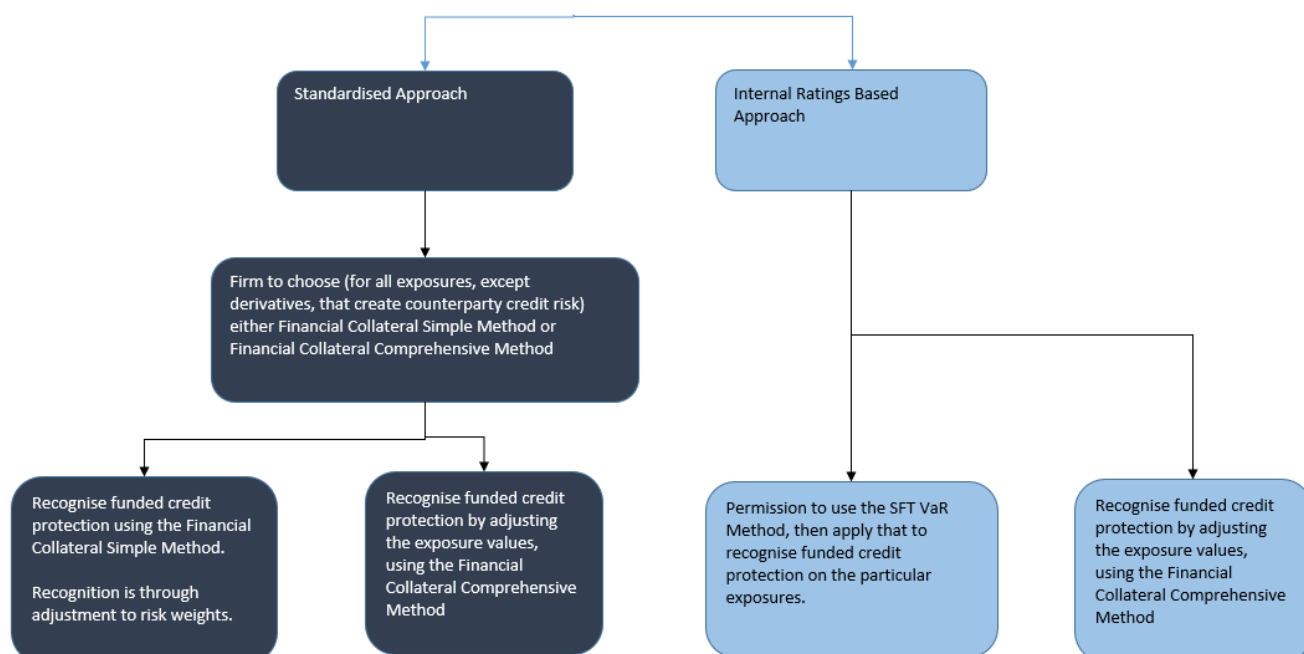 Standardised Approach
Internal Ratings Based
Approach
Firm to choose (for all exposures, except
derivatives, that create counterparty credit risk)
either Financial Collateral Simple Method or
Financial Collateral Comprehensive Method
Recognise funded credit
protection using the Financial
Collateral Simple Method.
Recognition is through
adjustment to risk weights.
Recognise funded credit
protection by adjusting
the exposure values,
using the Financial
Collateral Comprehensive
Method
Permission to use the SFT VaR
Method, then apply that to
recognise funded credit
protection on the particular
exposures.
Recognise funded credit
protection by adjusting
the exposure values,
using the Financial
Collateral Comprehensive
Method